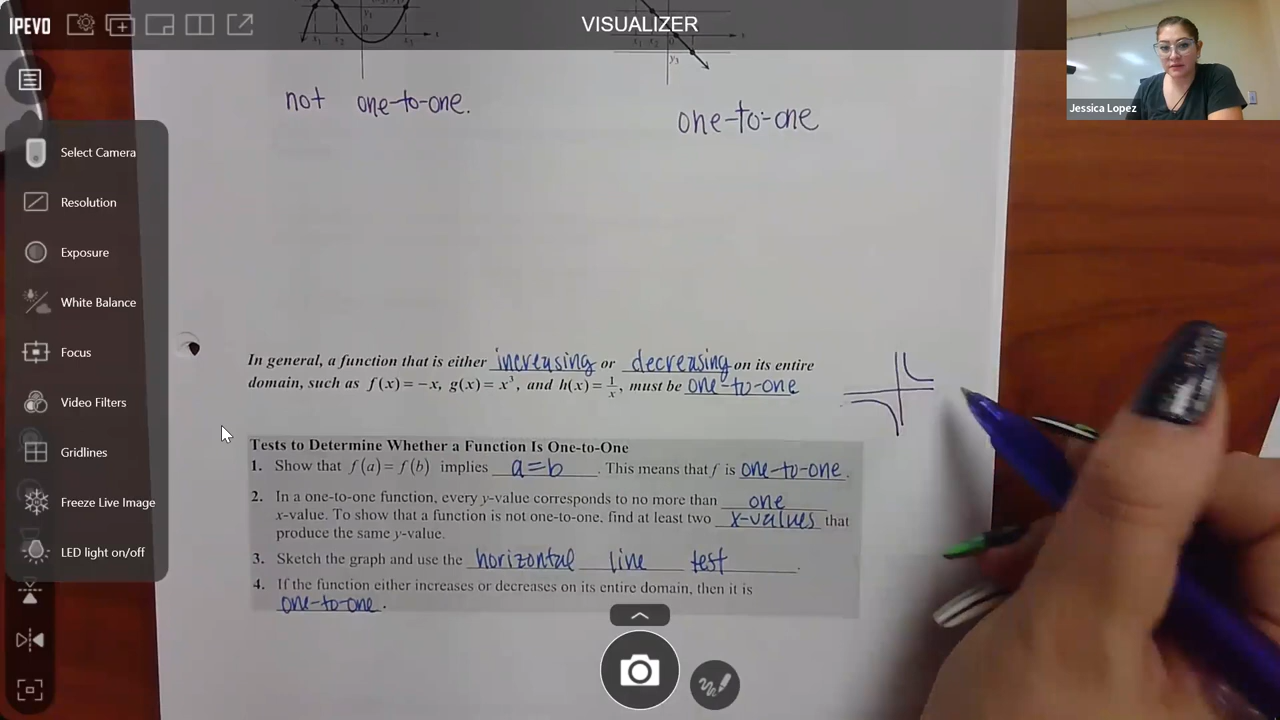 IPEVO
VISUALIZER
Jessica Lopez
Select Camera
Resolution
Exposure
White Balance
Focus
Video Filters
Gridlines
Freeze Live Image
LED light on/off
x₁ x₂ x₃ x
y₃
not one-to-one.
one-to-one
In general, a function that is either increasing or decreasing on its entire
domain, such as f(x) = −x, g(x) = x³, and h(x) = 1/x, must be one-to-one
Tests to Determine Whether a Function Is One-to-One
1. Show that f(a) = f(b) implies a=b. This means that f is one-to-one.
2. In a one-to-one function, every y-value corresponds to no more than one
x-value. To show that a function is not one-to-one, find at least two x-values that
produce the same y-value.
3. Sketch the graph and use the horizontal line test.
4. If the function either increases or decreases on its entire domain, then it is
one-to-one.